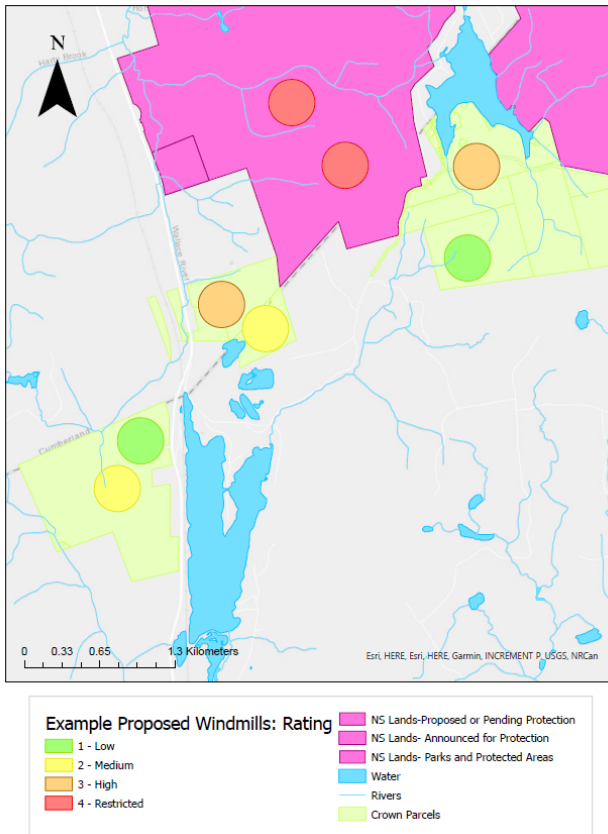 N
Wallace River
Cumberland
0 0.33 0.65 1.3 Kilometers
Esri, HERE, Esri, HERE, Garmin, INCREMENT P, USGS, NRCan
Example Proposed Windmills: Rating
1 - Low
2 - Medium
3 - High
4 - Restricted
NS Lands-Proposed or Pending Protection
NS Lands- Announced for Protection
NS Lands- Parks and Protected Areas
Water
Rivers
Crown Parcels